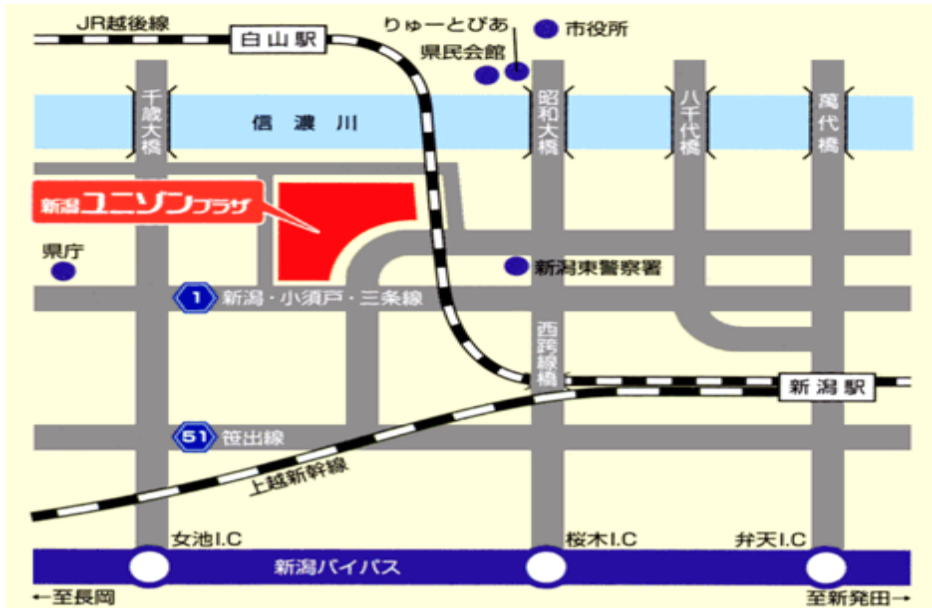 JR越後線
白山駅
りゅーとぴあ
県民会館
市役所
千歳大橋
信濃川
昭和大橋
八千代橋
萬代橋
新潟ユニゾンプラザ
県庁
新潟東警察署
1 新潟・小須戸・三条線
西跨線橋
新潟駅
51 笹出線
上越新幹線
女池I.C
桜木I.C
弁天I.C
新潟バイパス
←至長岡
至新発田→